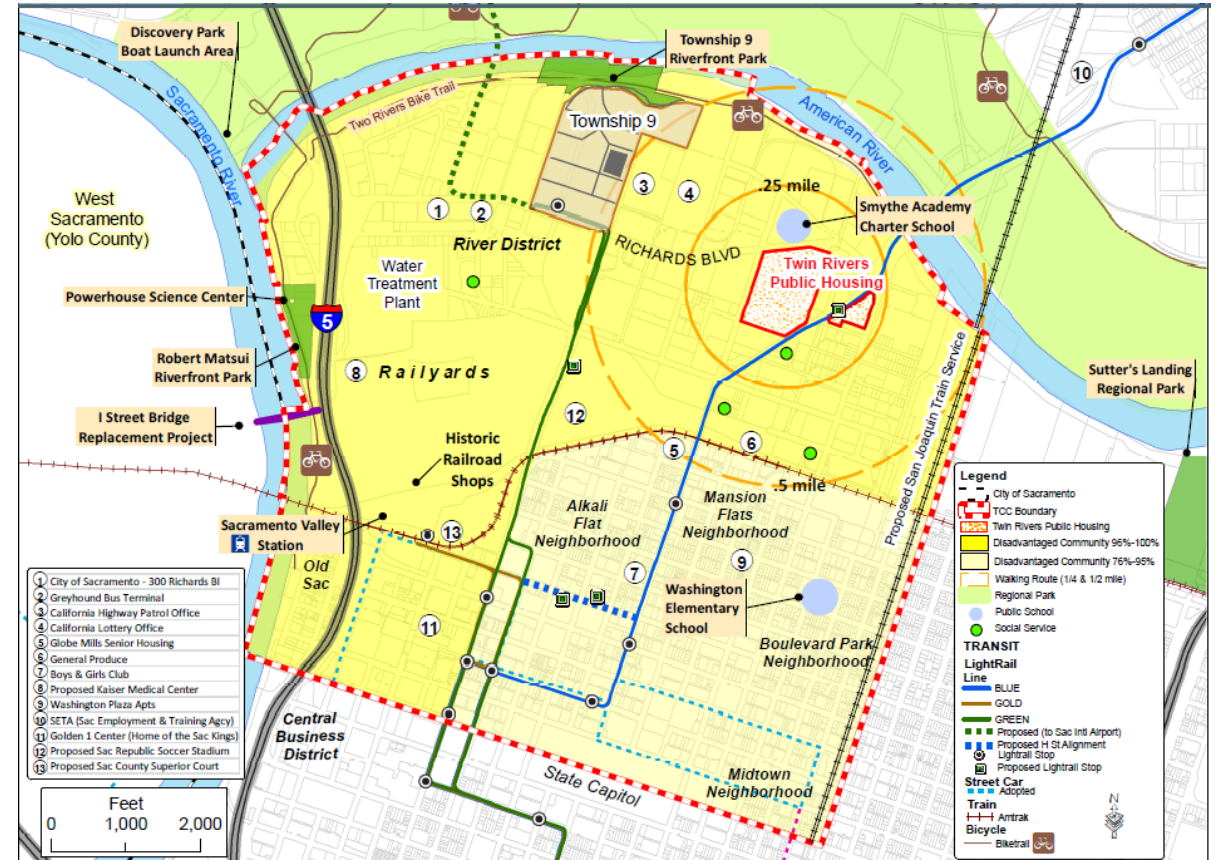 Discovery Park
Boat Launch Area
Township 9
Riverfront Park
10
Two Rivers Bike Trail
Sacramento River
American River
Township 9
West
Sacramento
(Yolo County)
3
4
.25 mile
Smythe Academy
Charter School
1
2
River District
RICHARDS BLVD
Water
Treatment
Plant
Twin Rivers
Public Housing
Powerhouse Science Center
5
Robert Matsui
Riverfront Park
8
Railyards
Sutter's Landing
Regional Park
I Street Bridge
Replacement Project
12
Historic
Railroad
Shops
5
6
.5 mile
Proposed San Joaquin Train Service
Alkali
Flat
Neighborhood
Mansion
Flats
Neighborhood
Sacramento Valley
Station
13
Old
Sac
7
9
Washington
Elementary
School
11
Boulevard Park
Neighborhood
Central
Business
District
State Capitol
Midtown
Neighborhood
1 City of Sacramento - 300 Richards Bl
2 Greyhound Bus Terminal
3 California Highway Patrol Office
4 California Lottery Office
5 Globe Mills Senior Housing
6 General Produce
7 Boys & Girls Club
8 Proposed Kaiser Medical Center
9 Washington Plaza Apts
10 SETA (Sac Employment & Training Agcy)
11 Golden 1 Center (Home of the Sac Kings)
12 Proposed Sac Republic Soccer Stadium
13 Proposed Sac County Superior Court
Feet
0 1,000 2,000
Legend
City of Sacramento
TCC Boundary
Twin Rivers Public Housing
Disadvantaged Community 96%-100%
Disadvantaged Community 76%-95%
Walking Route (1/4 & 1/2 mile)
Regional Park
Public School
Social Service
TRANSIT
LightRail
Line
BLUE
GOLD
GREEN
Proposed (to Sac Intl Airport)
Proposed H St Alignment
Lightrail Stop
Proposed Lightrail Stop
Street Car
Adopted
Train
Amtrak
Bicycle
Biketrail
N